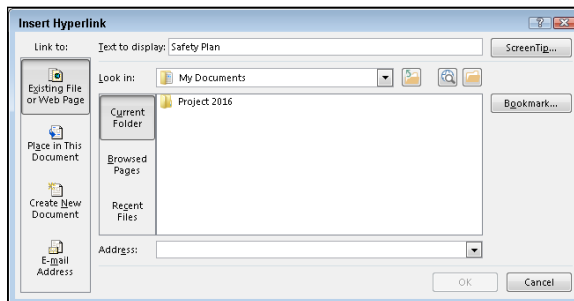 Insert Hyperlink
Link to:
Text to display: Safety Plan
ScreenTip...
Existing File
or Web Page
Look in:
My Documents
Current
Folder
Project 2016
Bookmark...
Place in This
Document
Browsed
Pages
Create New
Document
Recent
Files
E-mail
Address
Address:
OK
Cancel